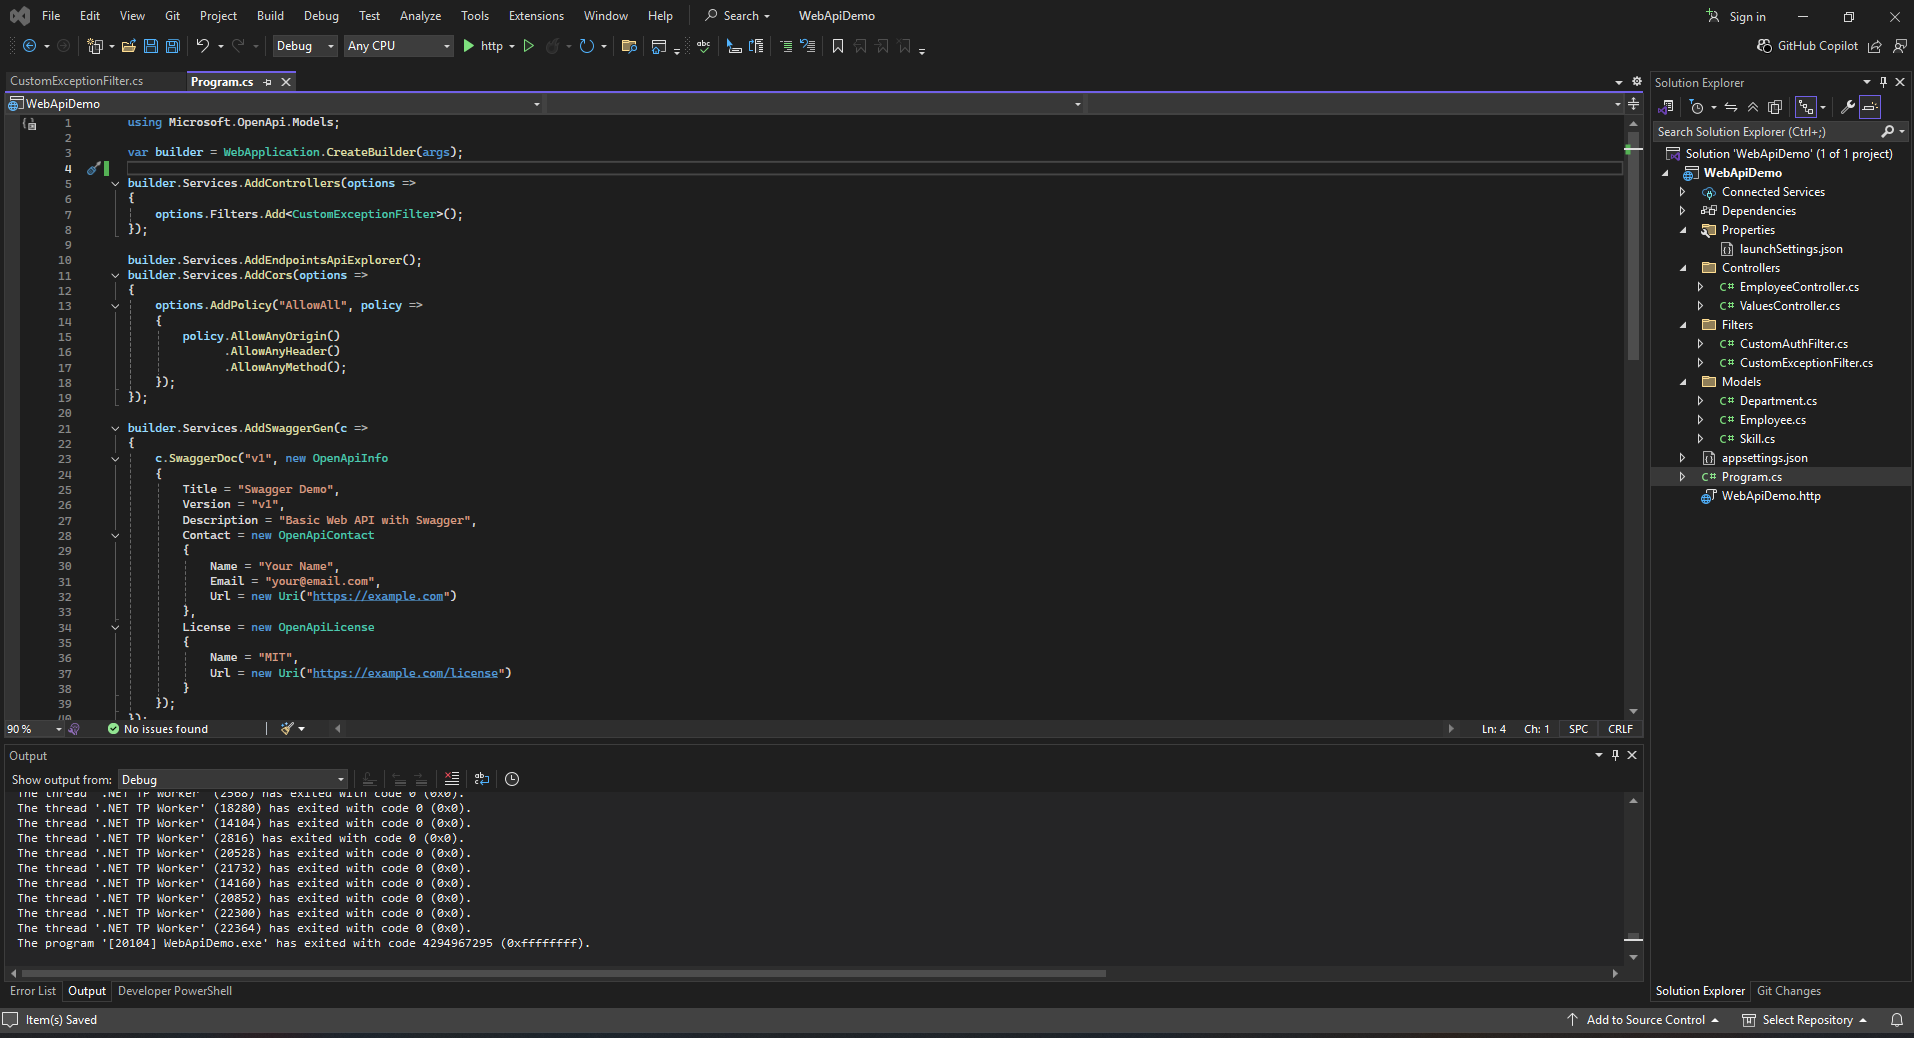 File Edit View Git Project Build Debug Test Analyze Tools Extensions Window Help Search WebApiDemo Sign in
Debug Any CPU http GitHub Copilot
CustomExceptionFilter.cs Program.cs
WebApiDemo
1 using Microsoft.OpenApi.Models;
2
3 var builder = WebApplication.CreateBuilder(args);
4
5 builder.Services.AddControllers(options =>
6 {
7 options.Filters.Add<CustomExceptionFilter>();
8 });
9
10 builder.Services.AddEndpointsApiExplorer();
11 builder.Services.AddCors(options =>
12 {
13 options.AddPolicy("AllowAll", policy =>
14 {
15 policy.AllowAnyOrigin()
16 .AllowAnyHeader()
17 .AllowAnyMethod();
18 });
19 });
20
21 builder.Services.AddSwaggerGen(c =>
22 {
23 c.SwaggerDoc("v1", new OpenApiInfo
24 {
25 Title = "Swagger Demo",
26 Version = "v1",
27 Description = "Basic Web API with Swagger",
28 Contact = new OpenApiContact
29 {
30 Name = "Your Name",
31 Email = "your@email.com",
32 Url = new Uri("https://example.com")
33 },
34 License = new OpenApiLicense
35 {
36 Name = "MIT",
37 Url = new Uri("https://example.com/license")
38 }
39 });
40 });
90 % No issues found Ln: 4 Ch: 1 SPC CRLF
Output
Show output from: Debug
The thread '.NET TP Worker' (2568) has exited with code 0 (0x0).
The thread '.NET TP Worker' (18280) has exited with code 0 (0x0).
The thread '.NET TP Worker' (14104) has exited with code 0 (0x0).
The thread '.NET TP Worker' (2816) has exited with code 0 (0x0).
The thread '.NET TP Worker' (20528) has exited with code 0 (0x0).
The thread '.NET TP Worker' (21732) has exited with code 0 (0x0).
The thread '.NET TP Worker' (14160) has exited with code 0 (0x0).
The thread '.NET TP Worker' (20852) has exited with code 0 (0x0).
The thread '.NET TP Worker' (22300) has exited with code 0 (0x0).
The thread '.NET TP Worker' (22364) has exited with code 0 (0x0).
The program '[20104] WebApiDemo.exe' has exited with code 4294967295 (0xffffffff).
Error List Output Developer PowerShell
Solution Explorer
Search Solution Explorer (Ctrl+;)
Solution 'WebApiDemo' (1 of 1 project)
WebApiDemo
Connected Services
Dependencies
Properties
launchSettings.json
Controllers
C# EmployeeController.cs
C# ValuesController.cs
Filters
C# CustomAuthFilter.cs
C# CustomExceptionFilter.cs
Models
C# Department.cs
C# Employee.cs
C# Skill.cs
appsettings.json
C# Program.cs
WebApiDemo.http
Solution Explorer Git Changes
Item(s) Saved Add to Source Control Select Repository